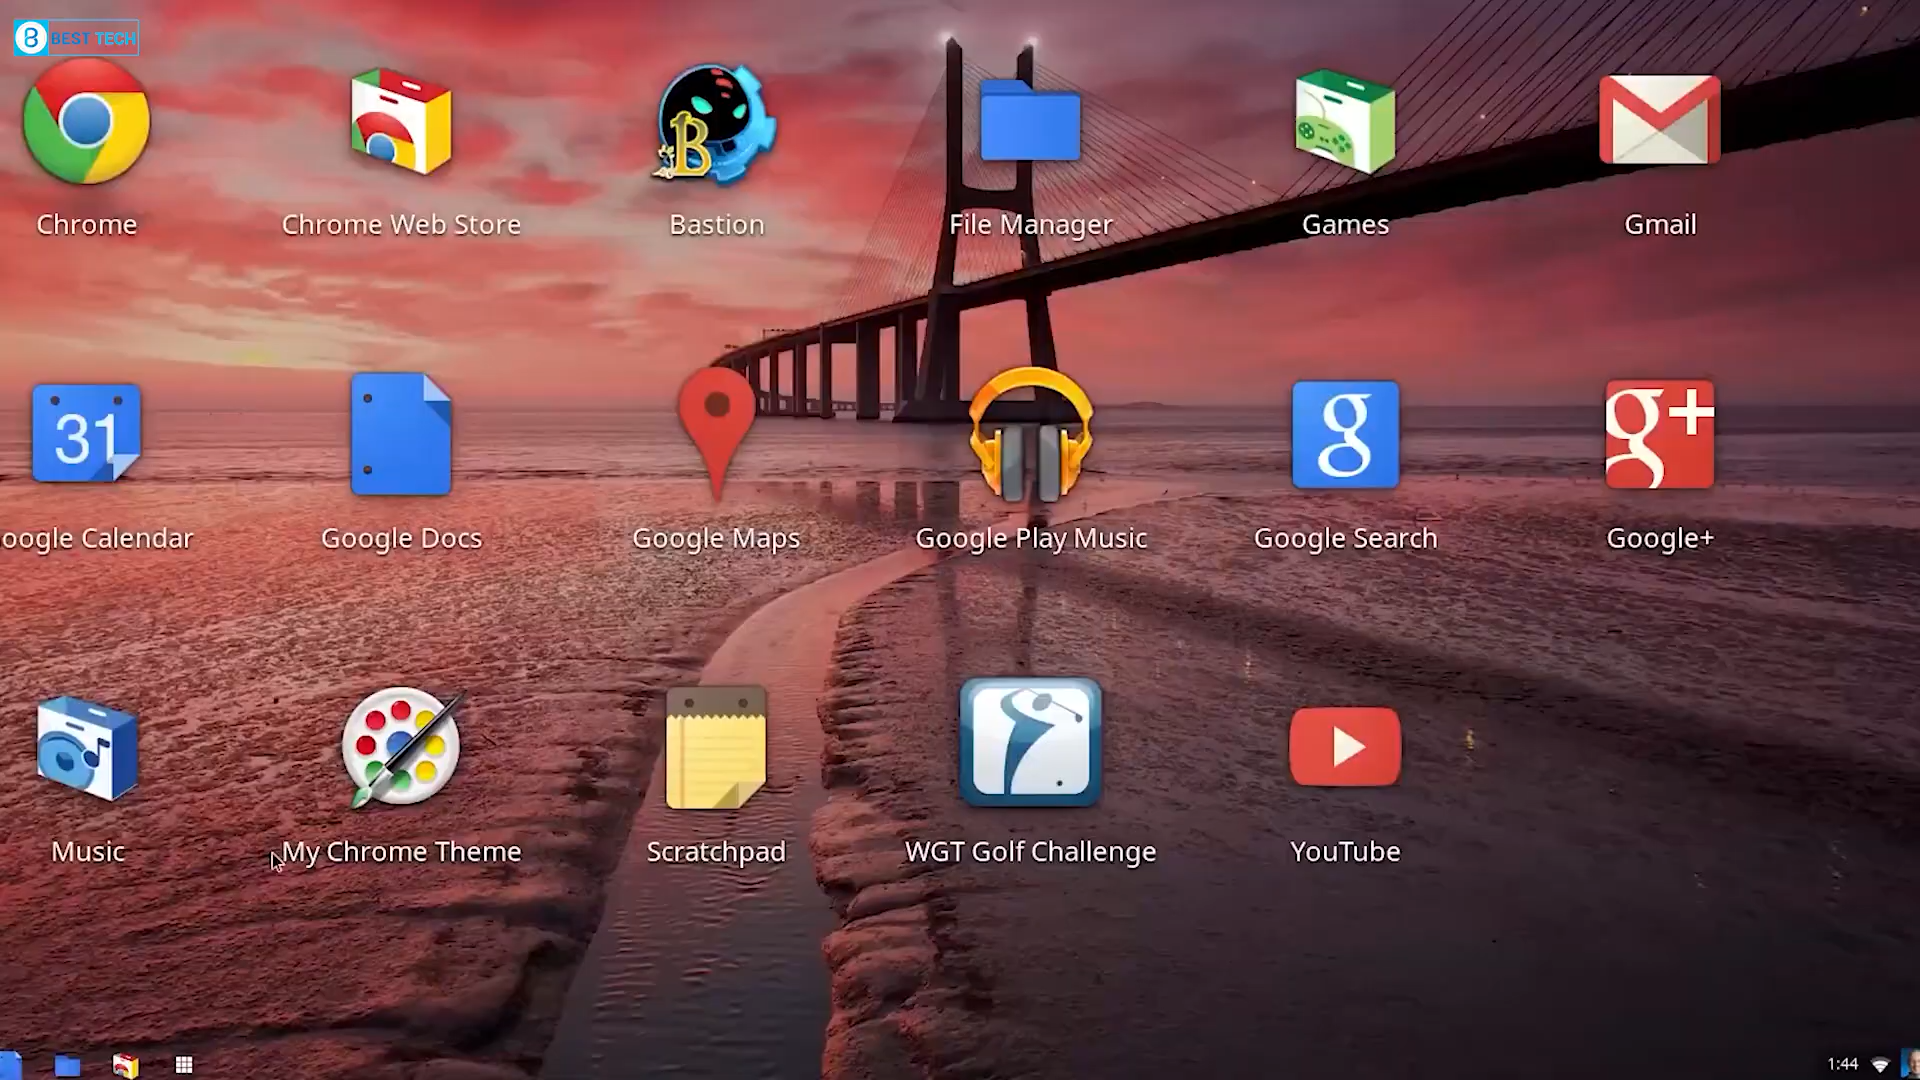 BEST TECH
Chrome
Chrome Web Store
B
Bastion
File Manager
Games
Gmail
31
oogle Calendar
Google Docs
Google Maps
Google Play Music
g
Google Search
g+
Google+
Music
My Chrome Theme
Scratchpad
WGT Golf Challenge
YouTube
1:44